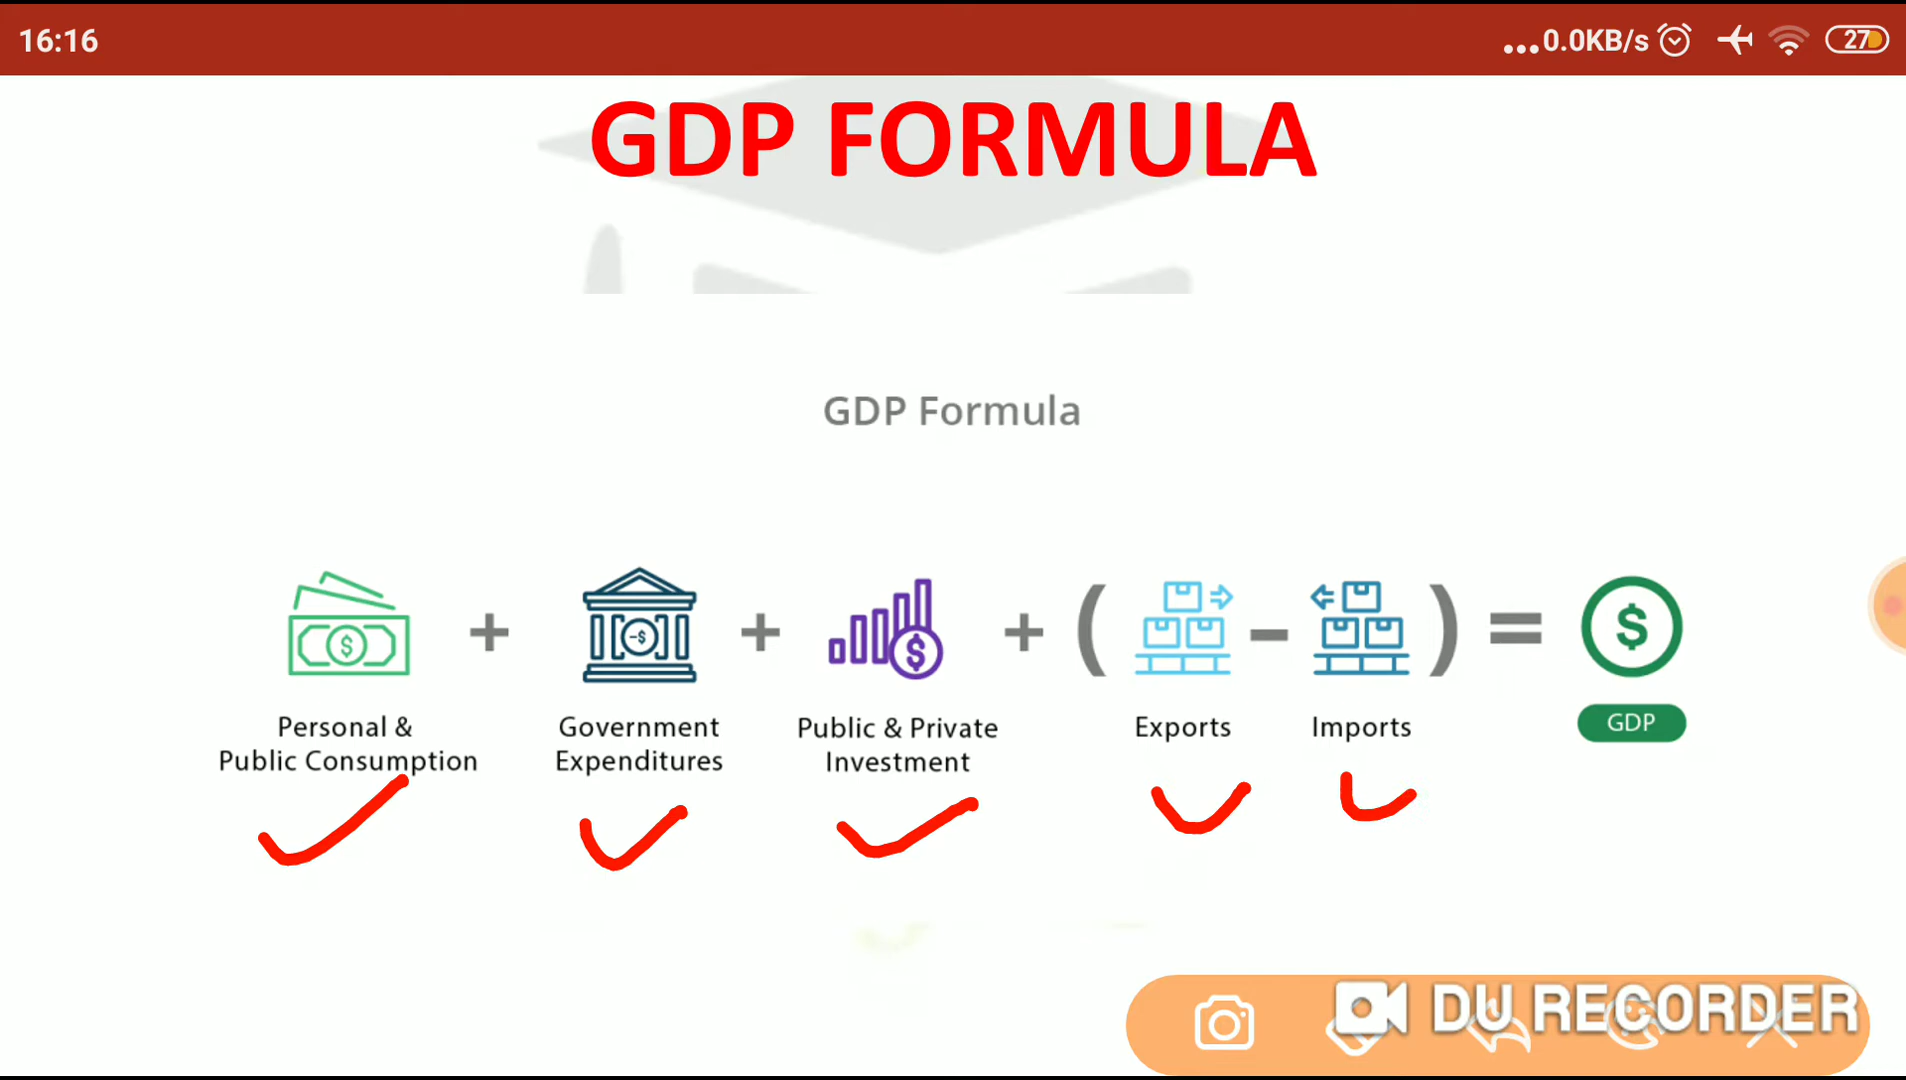 16:16
...0.0KB/s
27
GDP FORMULA
GDP Formula
+ + + ( – ) =
Personal &
Public Consumption
Government
Expenditures
Public & Private
Investment
Exports
Imports
GDP
DU RECORDER